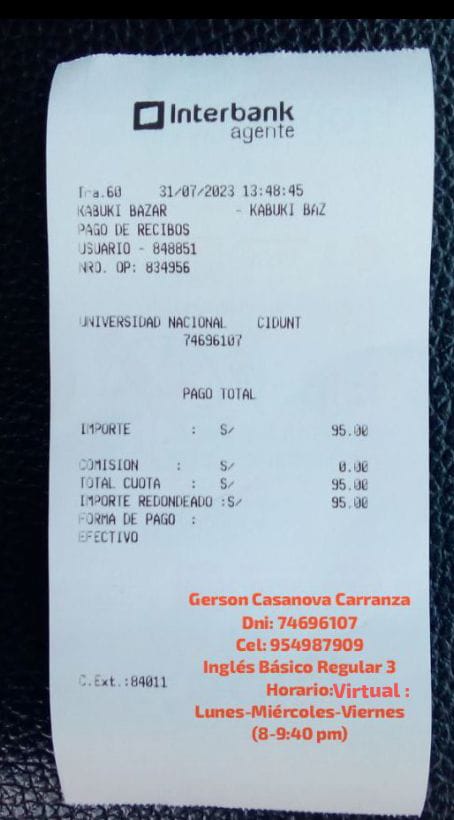 Interbank
agente
Tra.60 31/07/2023 13:48:45
KABUKI BAZAR - KABUKI BAZ
PAGO DE RECIBOS
USUARIO - 848851
NRO. OP: 834956
UNIVERSIDAD NACIONAL CIDUNT
74696107
PAGO TOTAL
IMPORTE : S/ 95.00
COMISION : S/ 0.00
TOTAL CUOTA : S/ 95.00
IMPORTE REDONDEADO :S/ 95.00
FORMA DE PAGO :
EFECTIVO
Gerson Casanova Carranza
Dni: 74696107
Cel: 954987909
Inglés Básico Regular 3
C.Ext.:84011
Horario:Virtual :
Lunes-Miércoles-Viernes
(8-9:40 pm)